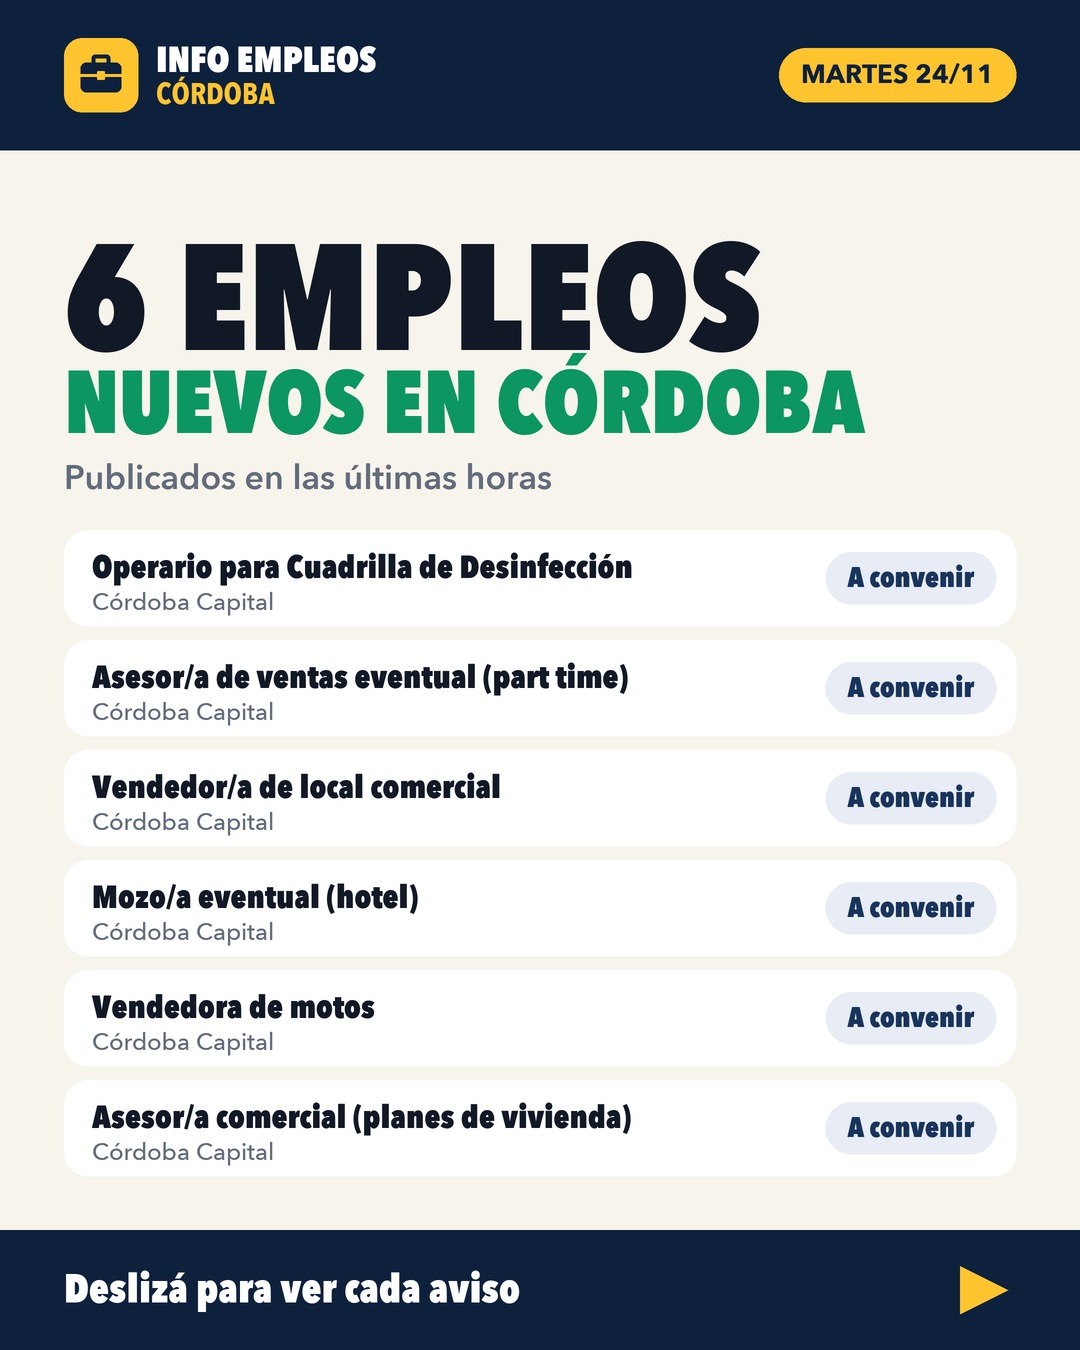 INFO EMPLEOS
CÓRDOBA
MARTES 24/11
6 EMPLEOS
NUEVOS EN CÓRDOBA
Publicados en las últimas horas
Operario para Cuadrilla de Desinfección
Córdoba Capital
A convenir
Asesor/a de ventas eventual (part time)
Córdoba Capital
A convenir
Vendedor/a de local comercial
Córdoba Capital
A convenir
Mozo/a eventual (hotel)
Córdoba Capital
A convenir
Vendedora de motos
Córdoba Capital
A convenir
Asesor/a comercial (planes de vivienda)
Córdoba Capital
A convenir
Deslizá para ver cada aviso